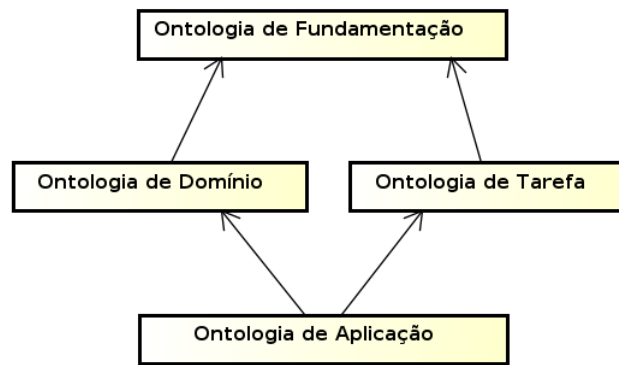 Ontologia de Fundamentação
Ontologia de Domínio
Ontologia de Tarefa
Ontologia de Aplicação